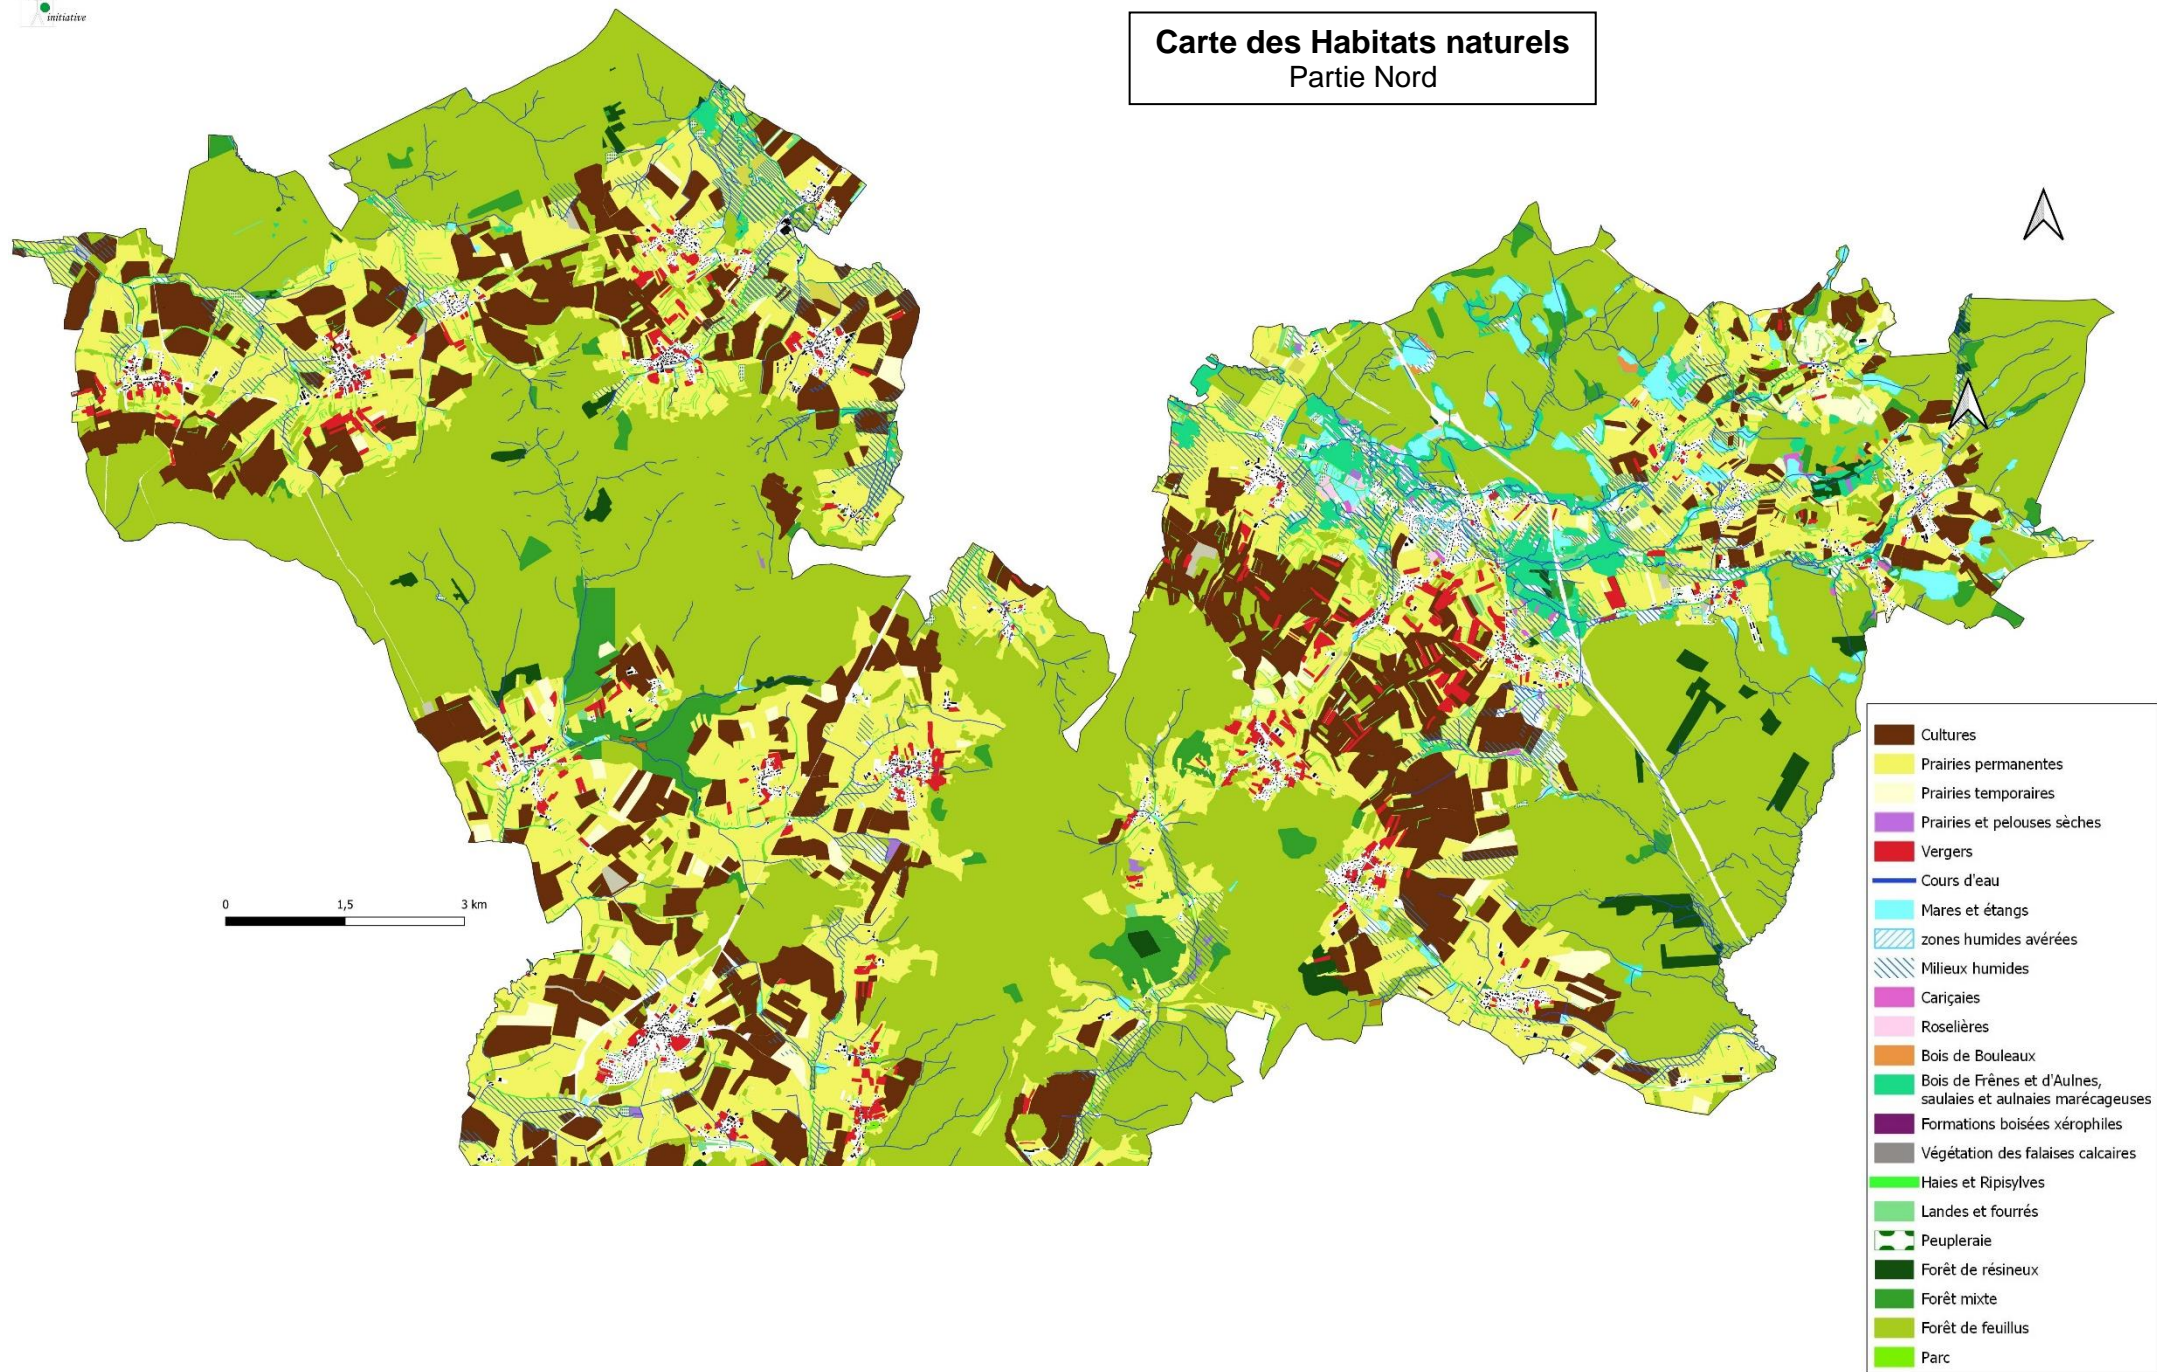 initiative
Carte des Habitats naturels
Partie Nord
0 1,5 3 km
Cultures
Prairies permanentes
Prairies temporaires
Prairies et pelouses sèches
Vergers
Cours d'eau
Mares et étangs
zones humides avérées
Milieux humides
Cariçaies
Roselières
Bois de Bouleaux
Bois de Frênes et d'Aulnes,
saulaies et aulnaies marécageuses
Formations boisées xérophiles
Végétation des falaises calcaires
Haies et Ripisylves
Landes et fourrés
Peupleraie
Forêt de résineux
Forêt mixte
Forêt de feuillus
Parc